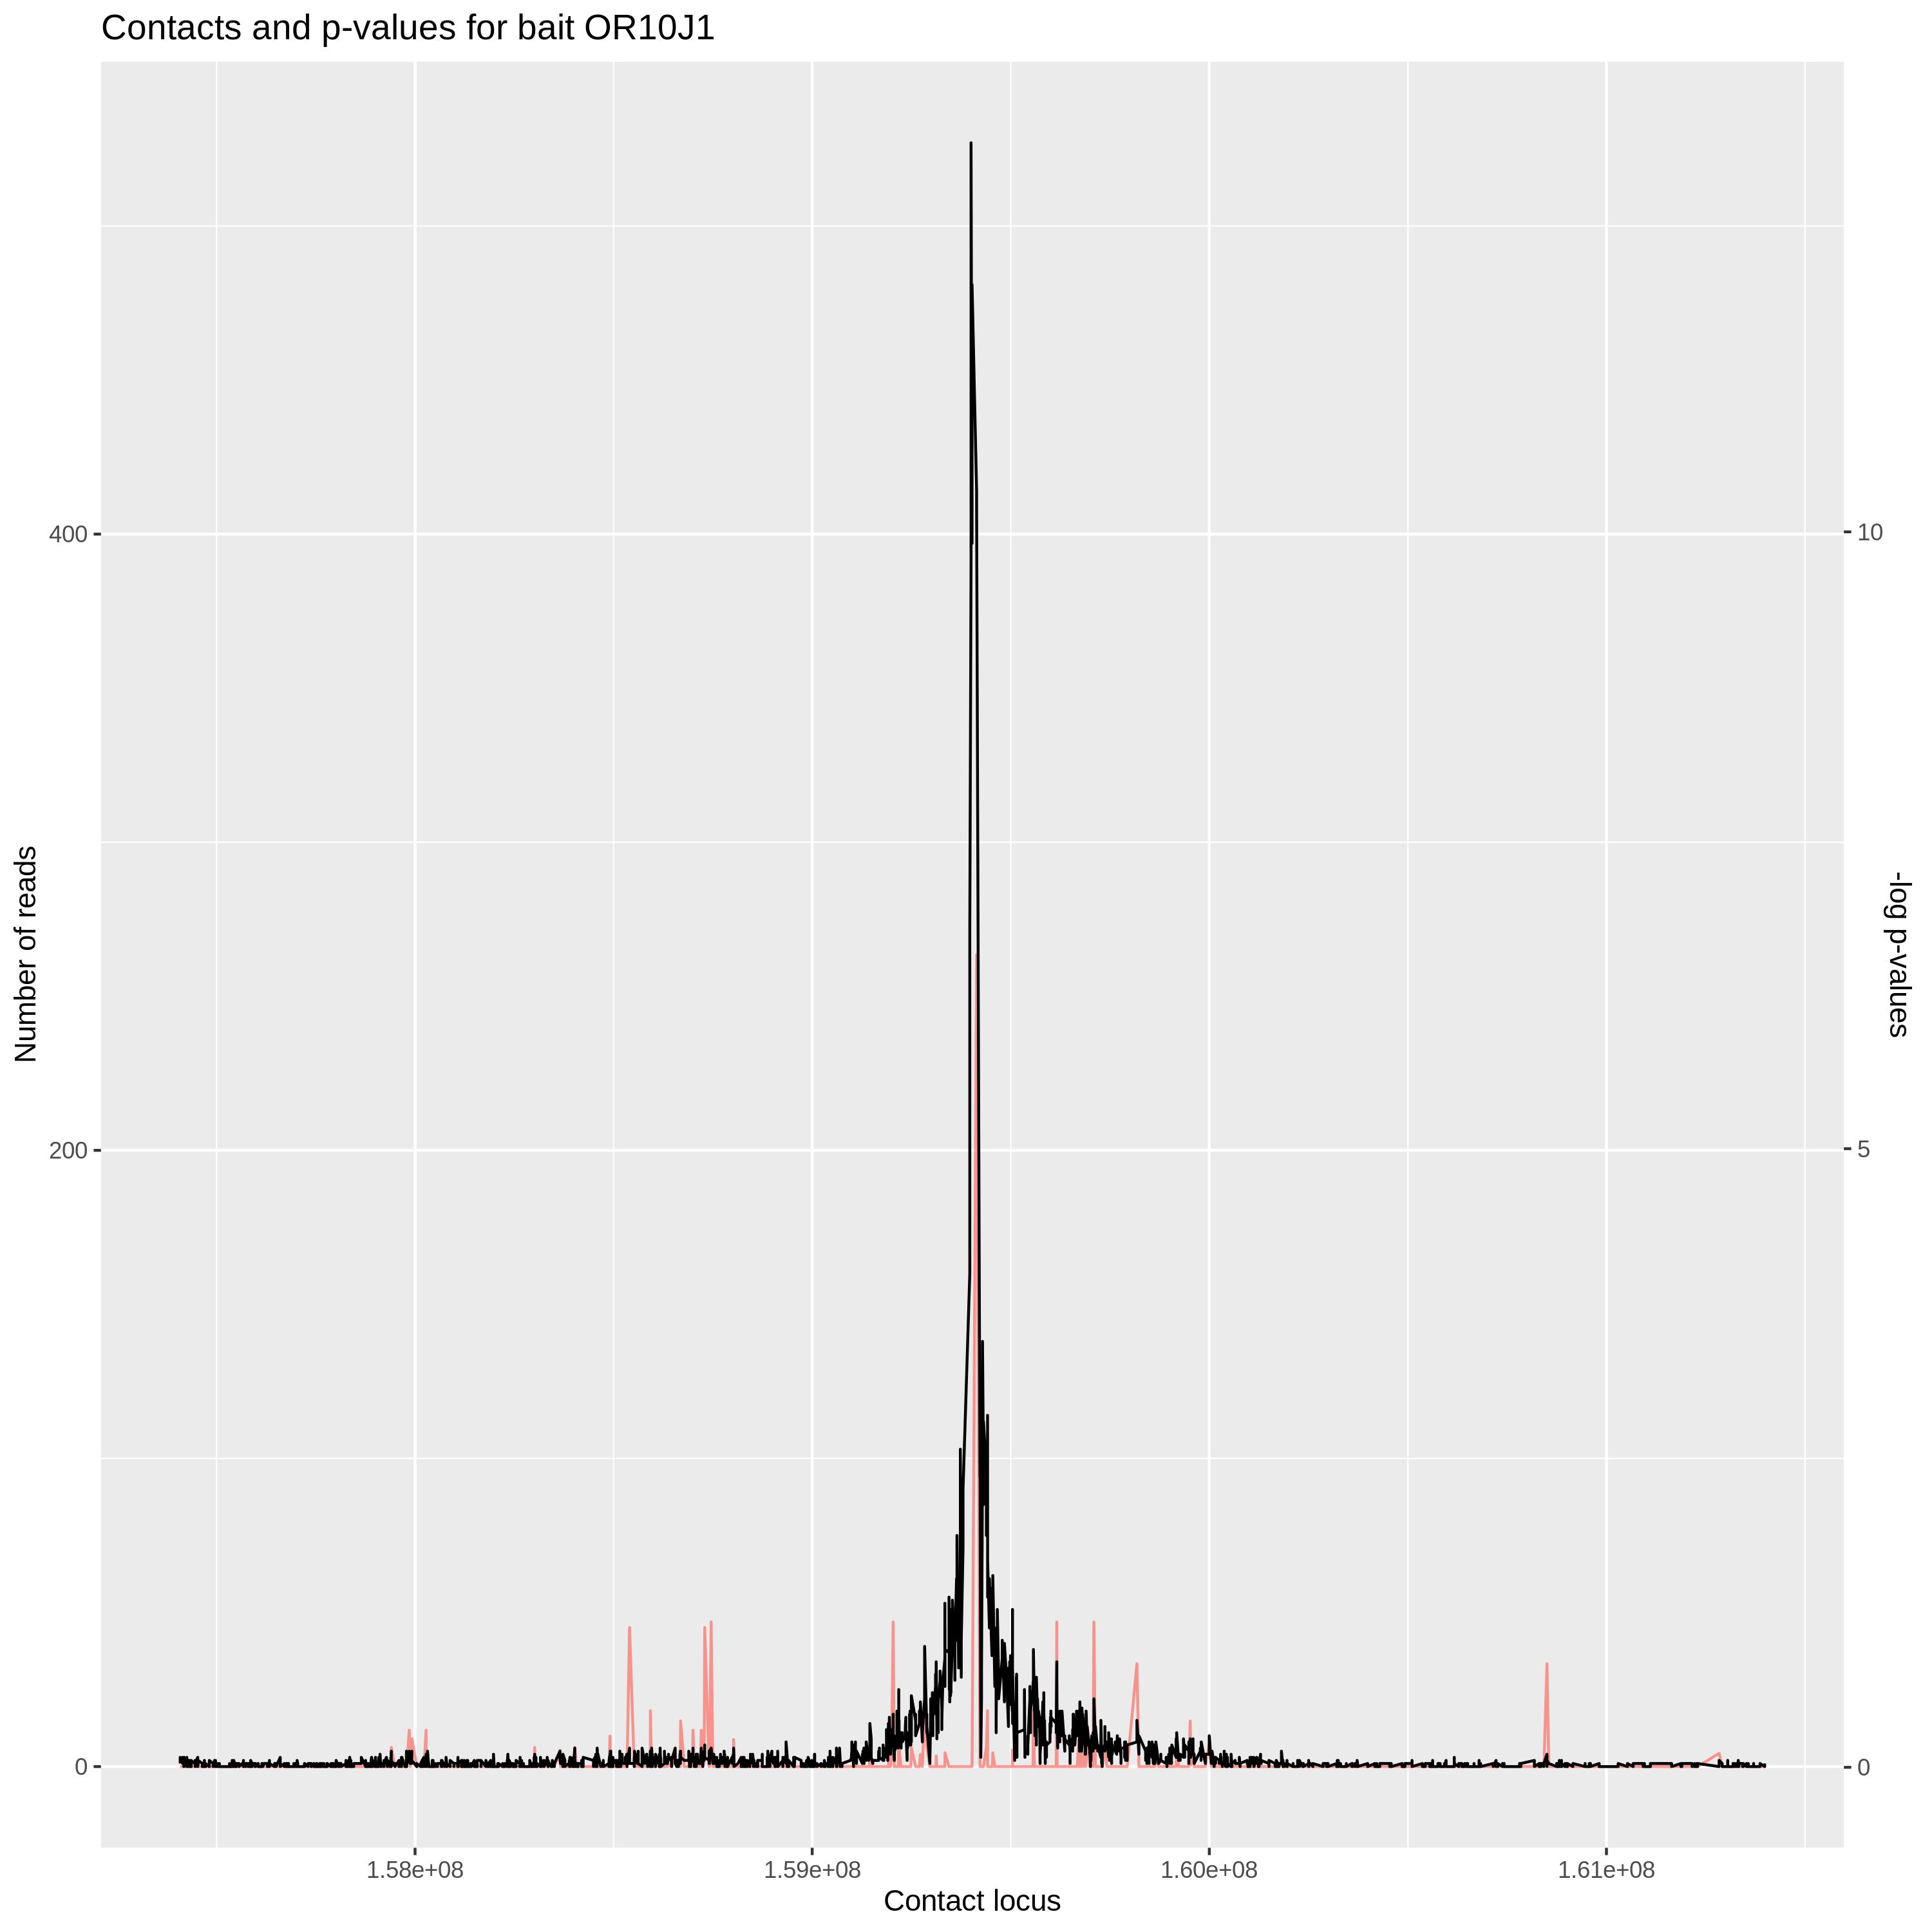 Contacts and p-values for bait OR10J1
400
200
0
Number of reads
10
5
0
-log p-values
1.58e+08
1.59e+08
1.60e+08
1.61e+08
Contact locus